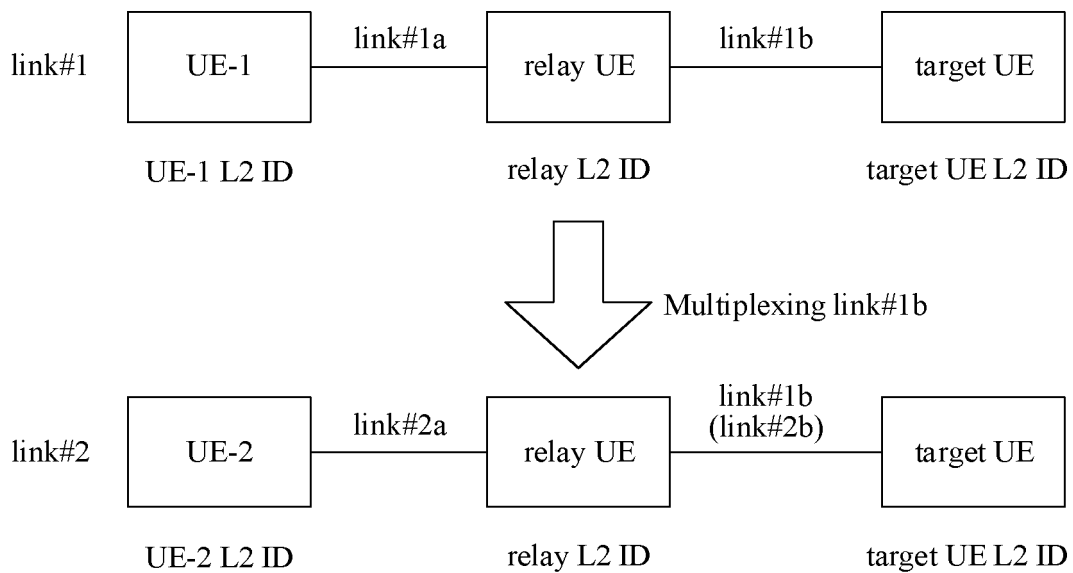 link#1a link#1b
link#1 UE-1 relay UE target UE
UE-1 L2 ID relay L2 ID target UE L2 ID
Multiplexing link#1b
link#1b
link#2a (link#2b)
link#2 UE-2 relay UE target UE
UE-2 L2 ID relay L2 ID target UE L2 ID